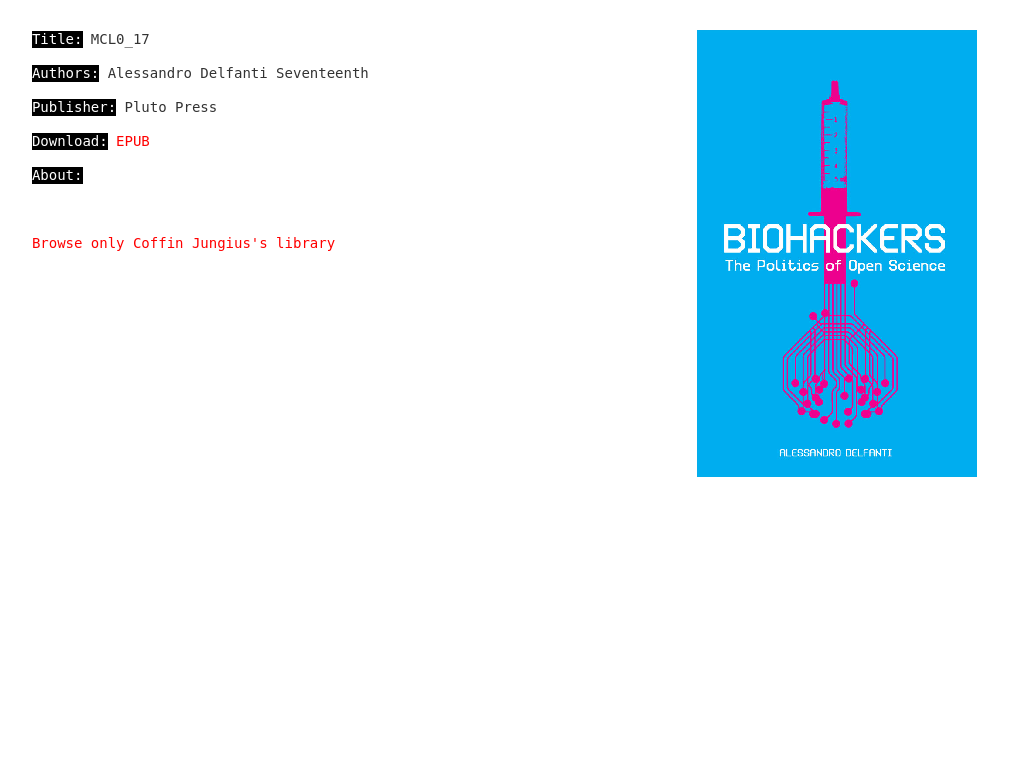 Title: MCL0_17
Authors: Alessandro Delfanti Seventeenth
Publisher: Pluto Press
Download: EPUB
About:
Browse only Coffin Jungius's library
BIOHACKERS
The Politics of Open Science
ALESSANDRO DELFANTI